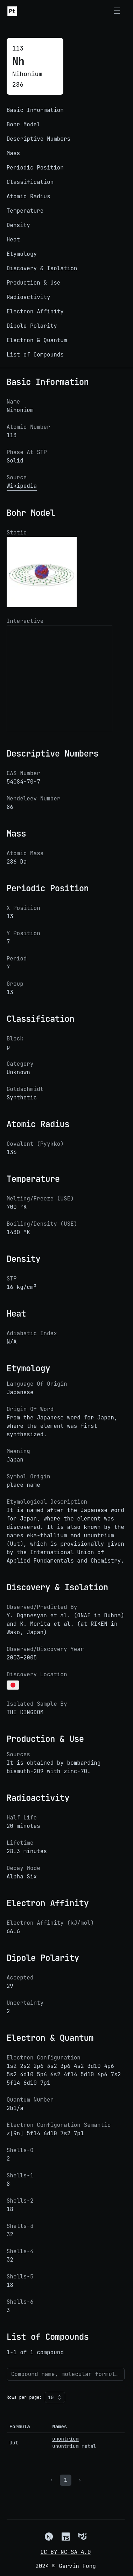 Pt
113
Nh
Nihonium
286
Basic Information
Bohr Model
Descriptive Numbers
Mass
Periodic Position
Classification
Atomic Radius
Temperature
Density
Heat
Etymology
Discovery & Isolation
Production & Use
Radioactivity
Electron Affinity
Dipole Polarity
Electron & Quantum
List of Compounds
Basic Information
Name
Nihonium
Atomic Number
113
Phase At STP
Solid
Source
Wikipedia
Bohr Model
Static
Interactive
Descriptive Numbers
CAS Number
54084-70-7
Mendeleev Number
86
Mass
Atomic Mass
286 Da
Periodic Position
X Position
13
Y Position
7
Period
7
Group
13
Classification
Block
p
Category
Unknown
Goldschmidt
Synthetic
Atomic Radius
Covalent (Pyykko)
136
Temperature
Melting/Freeze (USE)
700 °K
Boiling/Density (USE)
1430 °K
Density
STP
16 kg/cm³
Heat
Adiabatic Index
N/A
Etymology
Language Of Origin
Japanese
Origin Of Word
From the Japanese word for Japan,
where the element was first
synthesized.
Meaning
Japan
Symbol Origin
place name
Etymological Description
It is named after the Japanese word
for Japan, where the element was
discovered. It is also known by the
names eka-thallium and ununtrium
(Uut), which is provisionally given
by the International Union of
Applied Fundamentals and Chemistry.
Discovery & Isolation
Observed/Predicted By
Y. Oganesyan et al. (DNAE in Dubna)
and K. Morita et al. (at RIKEN in
Wako, Japan)
Observed/Discovery Year
2003-2005
Discovery Location
Isolated Sample By
THE KINGDOM
Production & Use
Sources
It is obtained by bombarding
bismuth-209 with zinc-70.
Radioactivity
Half Life
20 minutes
Lifetime
28.3 minutes
Decay Mode
Alpha Six
Electron Affinity
Electron Affinity (kJ/mol)
66.6
Dipole Polarity
Accepted
29
Uncertainty
2
Electron & Quantum
Electron Configuration
1s2 2s2 2p6 3s2 3p6 4s2 3d10 4p6
5s2 4d10 5p6 6s2 4f14 5d10 6p6 7s2
5f14 6d10 7p1
Quantum Number
2b1/a
Electron Configuration Semantic
*[Rn] 5f14 6d10 7s2 7p1
Shells-0
2
Shells-1
8
Shells-2
18
Shells-3
32
Shells-4
32
Shells-5
18
Shells-6
3
List of Compounds
1-1 of 1 compound
Compound name, molecular formul…
Rows per page: 10
Formula Names
ununtrium
Uut
ununtrium metal
1
TS
CC BY-NC-SA 4.0
2024 © Gervin Fung